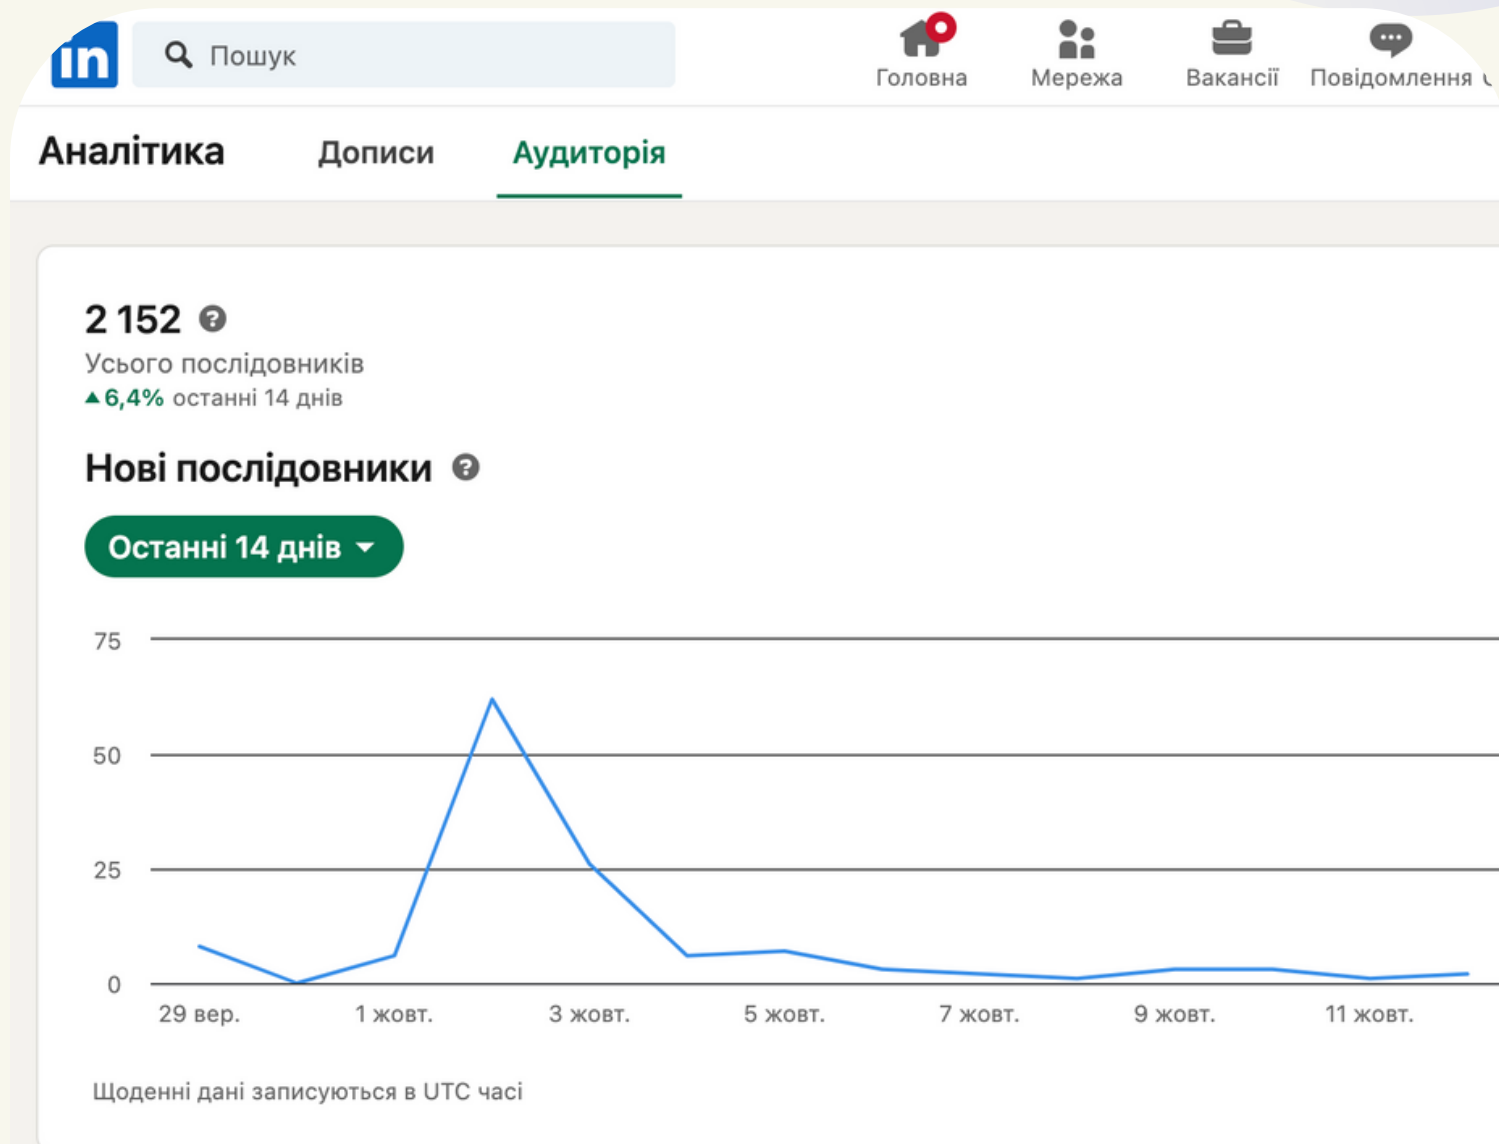 in
Пошук
Головна
Мережа
Вакансії
Повідомлення
Аналітика
Дописи
Аудиторія
2 152
Усього послідовників
6,4% останні 14 днів
Нові послідовники
Останні 14 днів
75
50
25
0
29 вер.
1 жовт.
3 жовт.
5 жовт.
7 жовт.
9 жовт.
11 жовт.
Щоденні дані записуються в UTC часі